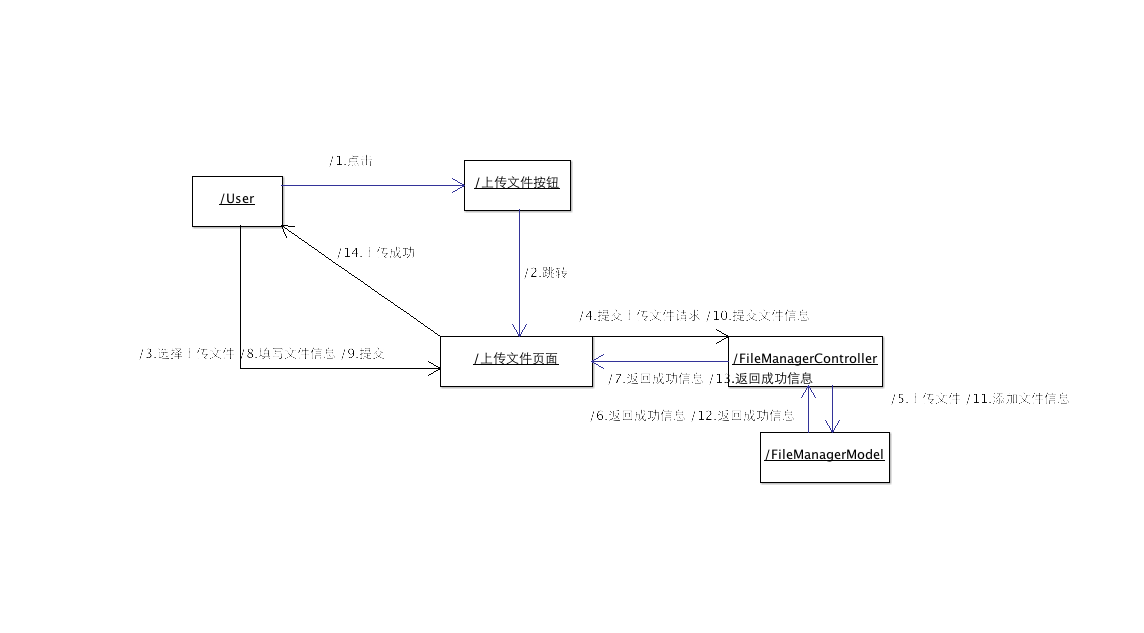 /1.点击
/上传文件按钮
/User
/14.上传成功
/2.跳转
/4.提交上传文件请求 /10.提交文件信息
/3.选择上传文件 /8.填写文件信息 /9.提交
/上传文件页面
/FileManagerController
/7.返回成功信息 /13.返回成功信息
/5.上传文件 /11.添加文件信息
/6.返回成功信息 /12.返回成功信息
/FileManagerModel